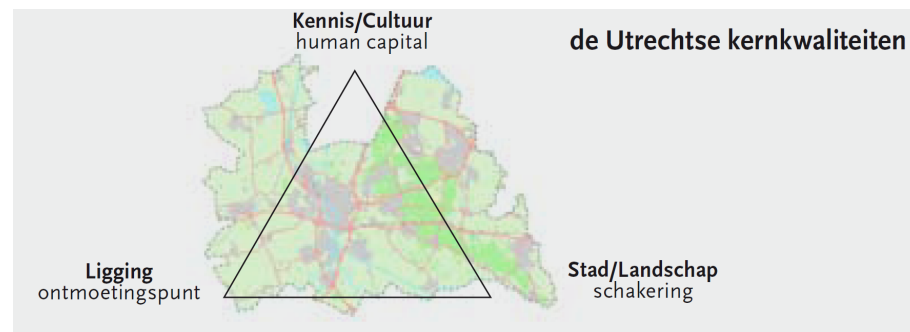 Kennis/Cultuur
human capital
de Utrechtse kernkwaliteiten
Ligging
ontmoetingspunt
Stad/Landschap
schakering